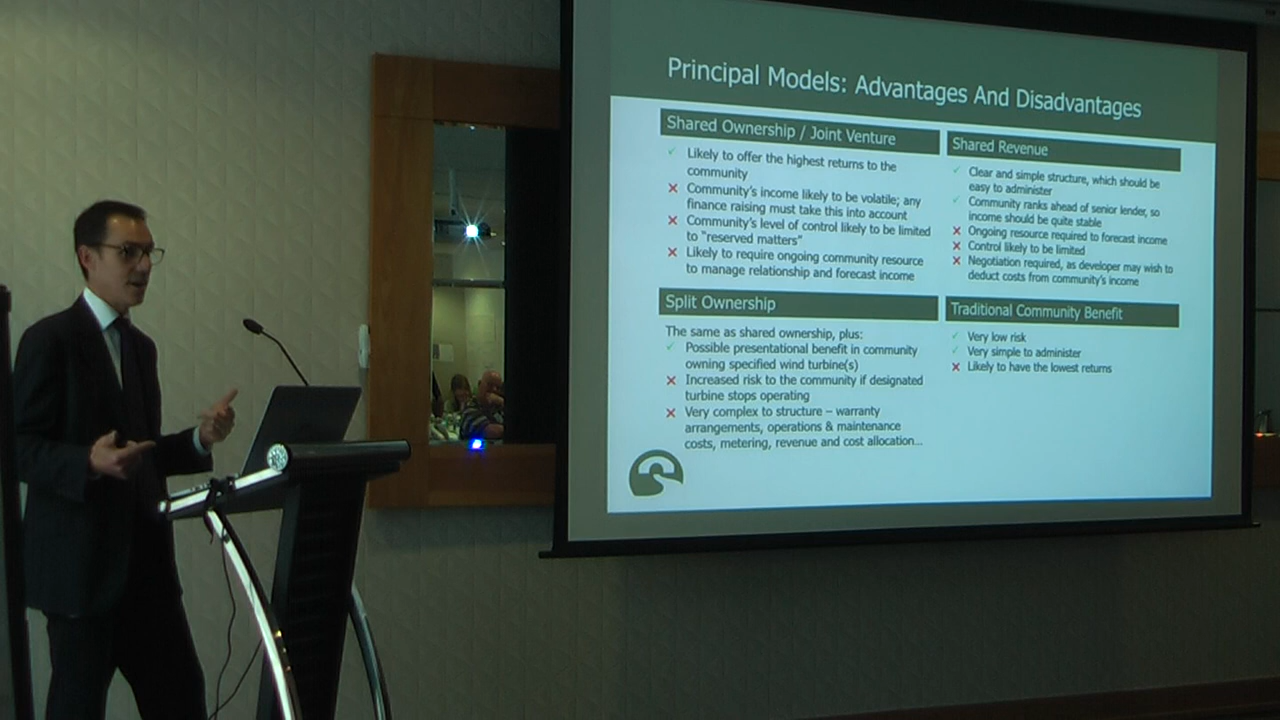 Principal Models: Advantages And Disadvantages
Shared Ownership / Joint Venture
✓ Likely to offer the highest returns to the
community
✗ Community's income likely to be volatile; any
finance raising must take this into account
✗ Community's level of control likely to be limited
to "reserved matters"
✗ Likely to require ongoing community resource
to manage relationship and forecast income
Shared Revenue
✓ Clear and simple structure, which should be
easy to administer
✓ Community ranks ahead of senior lender, so
income should be quite stable
✗ Ongoing resource required to forecast income
✗ Control likely to be limited
✗ Negotiation required, as developer may wish to
deduct costs from community's income
Split Ownership
The same as shared ownership, plus:
✓ Possible presentational benefit in community
owning specified wind turbine(s)
✗ Increased risk to the community if designated
turbine stops operating
✗ Very complex to structure – warranty
arrangements, operations & maintenance
costs, metering, revenue and cost allocation...
Traditional Community Benefit
✓ Very low risk
✓ Very simple to administer
✗ Likely to have the lowest returns